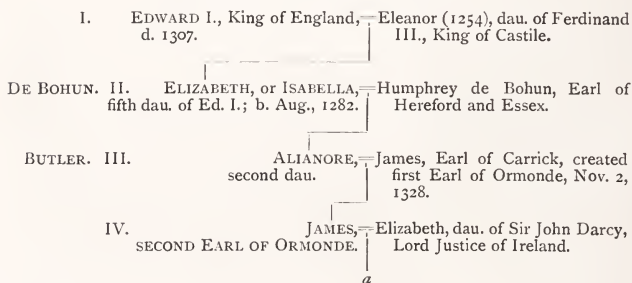 I. EDWARD I., King of England, Eleanor (1254), dau. of Ferdinand
d. 1307. III., King of Castile.
DE BOHUN. II. ELIZABETH, or ISABELLA, Humphrey de Bohun, Earl of
fifth dau. of Ed. I.; b. Aug., 1282. Hereford and Essex.
BUTLER. III. ALIANORE, James, Earl of Carrick, created
second dau. first Earl of Ormonde, Nov. 2,
1328.
IV. JAMES, Elizabeth, dau. of Sir John Darcy,
SECOND EARL OF ORMONDE. Lord Justice of Ireland.
a